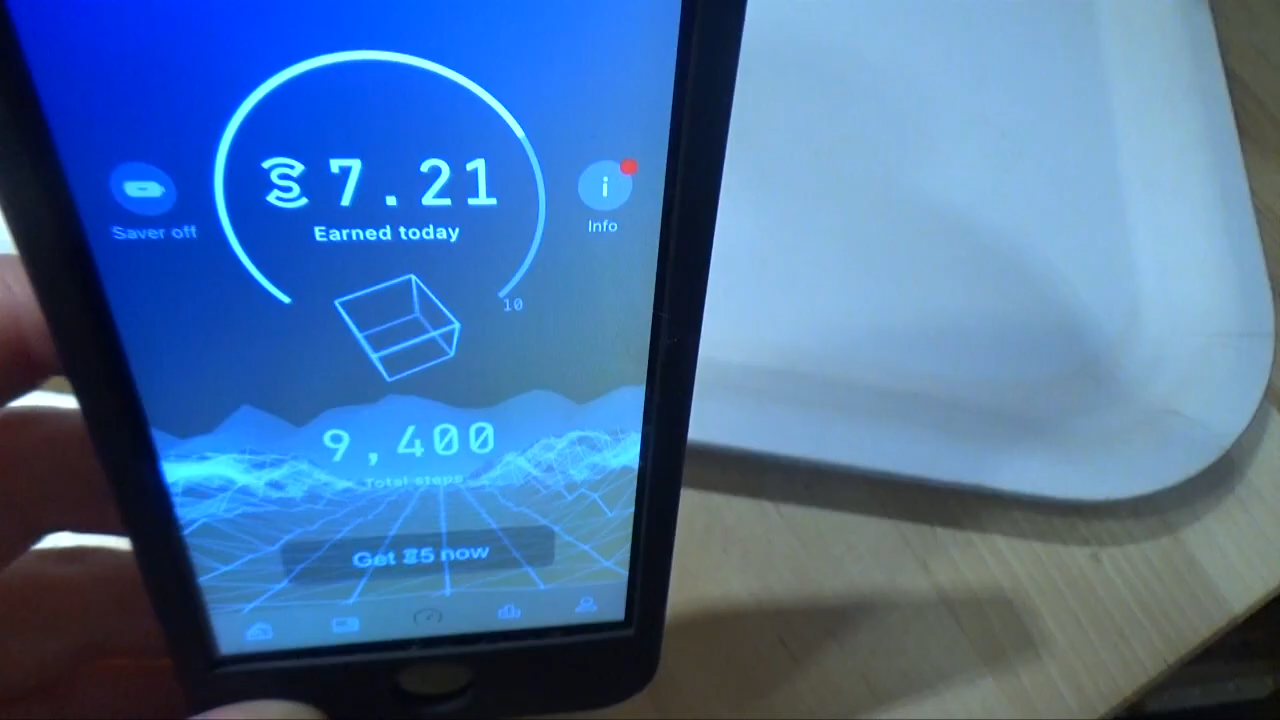 S7.21
Earned today
Saver off
i
Info
10
9,400
Total steps
Get S5 now